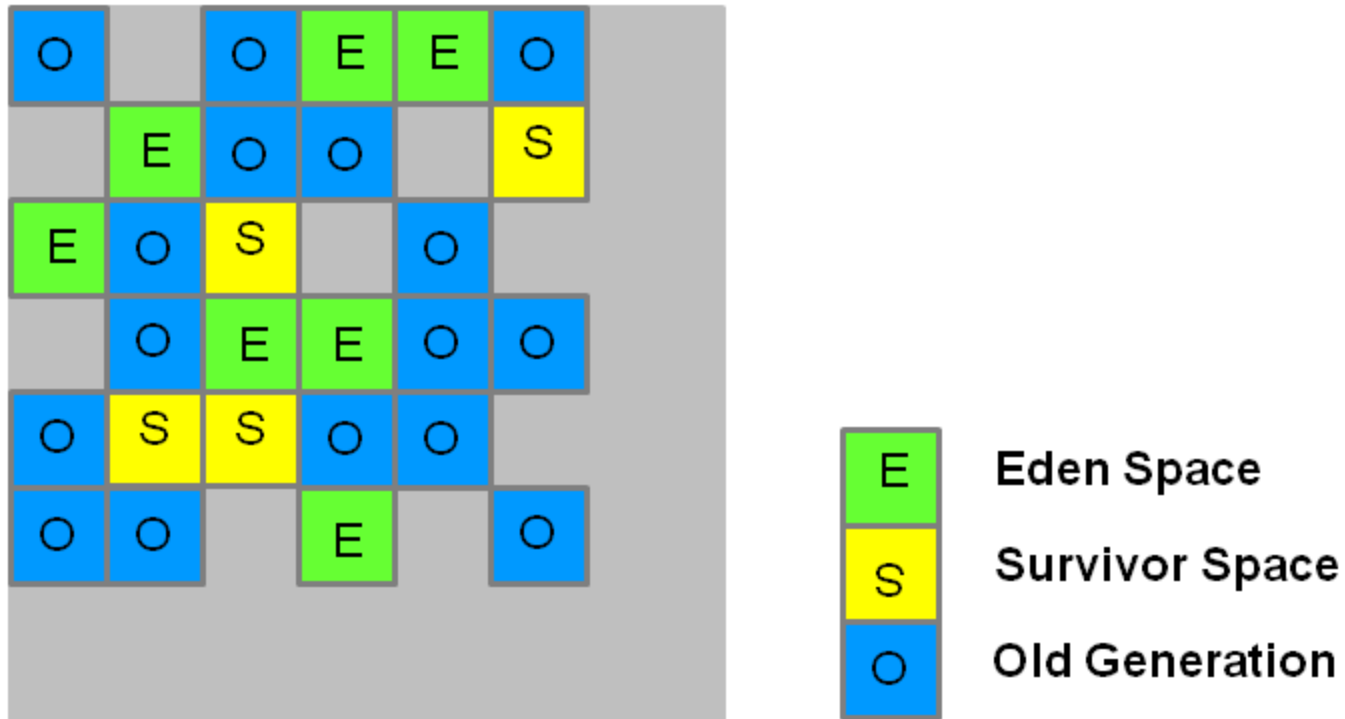 O O E E O
E O O S
E O S O
O E E O O
O S S O O
O O E O
E Eden Space
S Survivor Space
O Old Generation